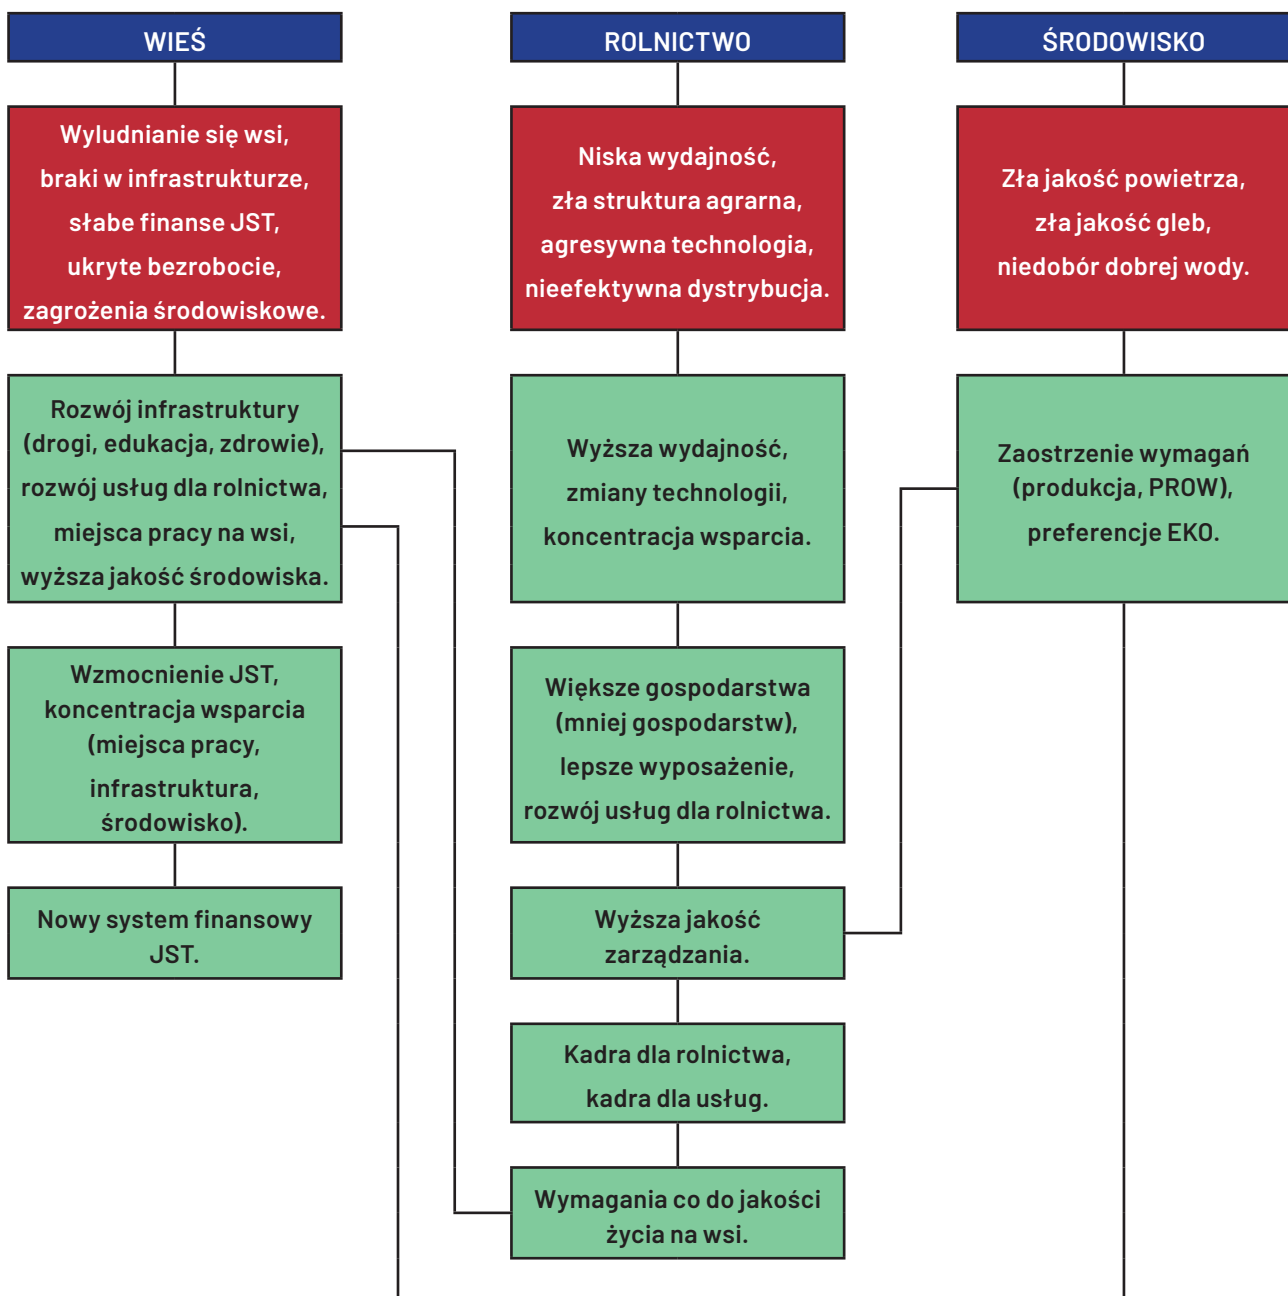 WIEŚ
Wyludnianie się wsi,
braki w infrastrukturze,
słabe finanse JST,
ukryte bezrobocie,
zagrożenia środowiskowe.
Rozwój infrastruktury
(drogi, edukacja, zdrowie),
rozwój usług dla rolnictwa,
miejsca pracy na wsi,
wyższa jakość środowiska.
Wzmocnienie JST,
koncentracja wsparcia
(miejsca pracy,
infrastruktura,
środowisko).
Nowy system finansowy
JST.
ROLNICTWO
Niska wydajność,
zła struktura agrarna,
agresywna technologia,
nieefektywna dystrybucja.
Wyższa wydajność,
zmiany technologii,
koncentracja wsparcia.
Większe gospodarstwa
(mniej gospodarstw),
lepsze wyposażenie,
rozwój usług dla rolnictwa.
Wyższa jakość
zarządzania.
Kadra dla rolnictwa,
kadra dla usług.
Wymagania co do jakości
życia na wsi.
ŚRODOWISKO
Zła jakość powietrza,
zła jakość gleb,
niedobór dobrej wody.
Zaostrzenie wymagań
(produkcja, PROW),
preferencje EKO.